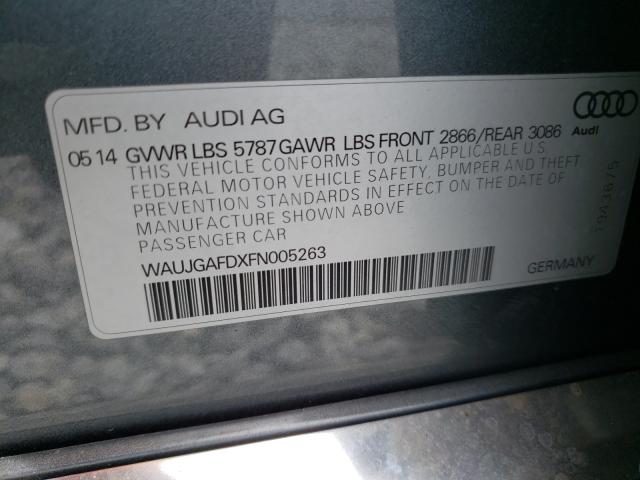 MFD. BY AUDI AG
05 14 GVWR LBS 5787 GAWR LBS FRONT 2866/REAR 3086
Audi
THIS VEHICLE CONFORMS TO ALL APPLICABLE U.S.
FEDERAL MOTOR VEHICLE SAFETY, BUMPER AND THEFT
PREVENTION STANDARDS IN EFFECT ON THE DATE OF
MANUFACTURE SHOWN ABOVE
PASSENGER CAR
WAUJGAFDXFN005263
GERMANY